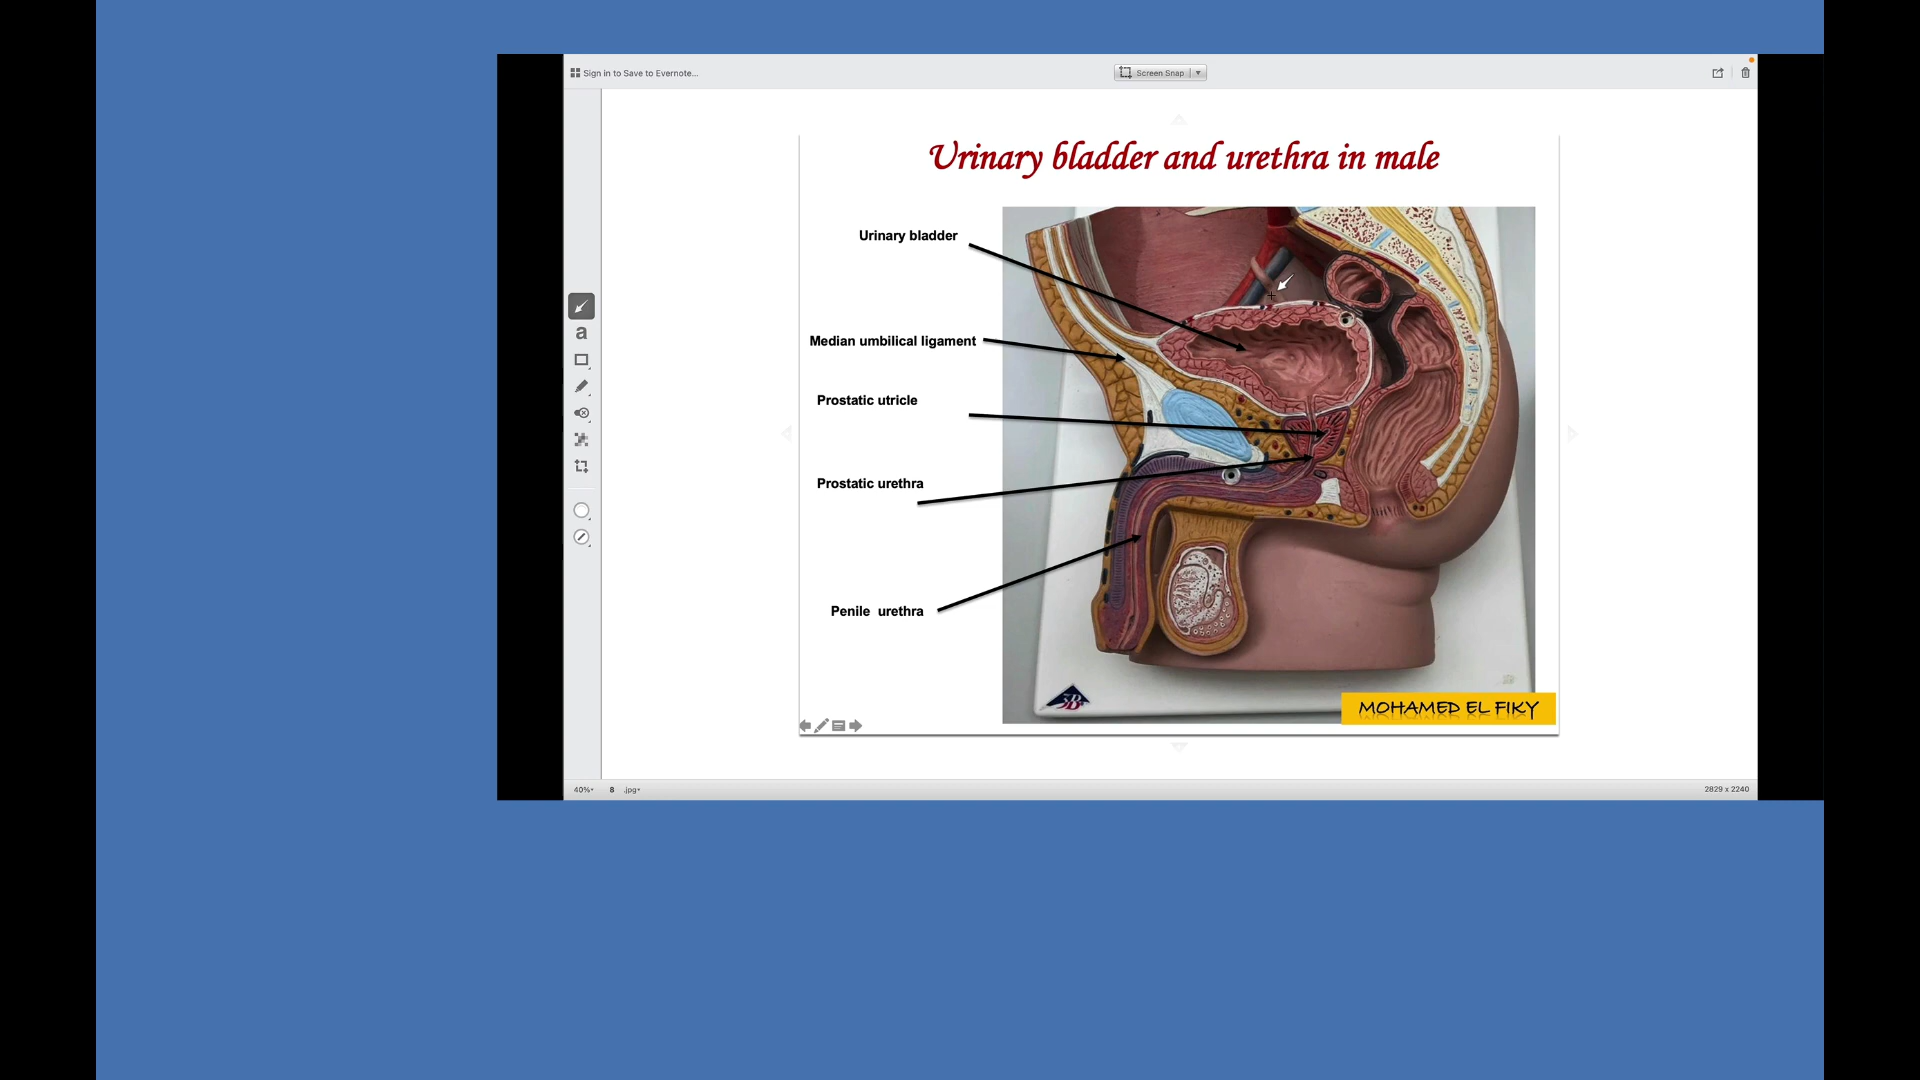 Sign in to Save to Evernote...
Screen Snap
Urinary bladder and urethra in male
Urinary bladder
Median umbilical ligament
Prostatic utricle
Prostatic urethra
Penile urethra
3B
MOHAMED EL FIKY
a
40%
8
.jpg
2829 x 2240